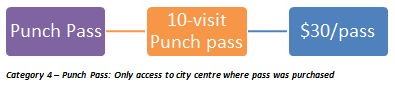 Punch Pass
10-visit
Punch pass
$30/pass
Category 4 – Punch Pass: Only access to city centre where pass was purchased